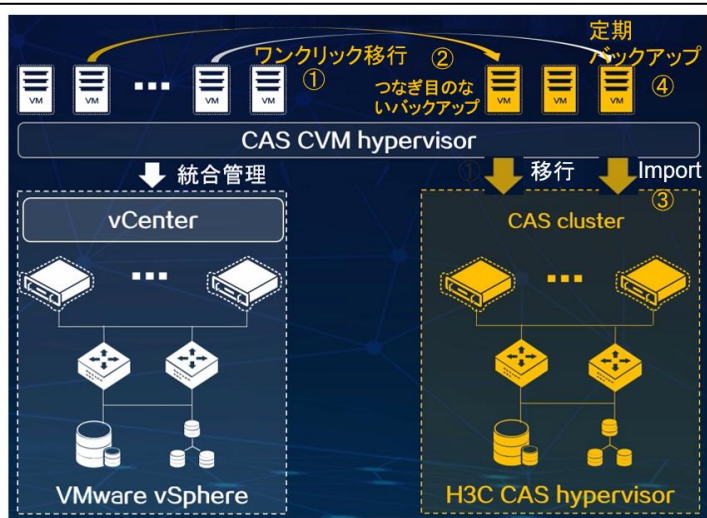 定期
ワンクリック移行 ② バックアップ
① つなぎ目のな
いバックアップ ④
VM VM VM VM VM VM VM
CAS CVM hypervisor
統合管理 ① 移行 Import
③
vCenter CAS cluster
VMware vSphere H3C CAS hypervisor